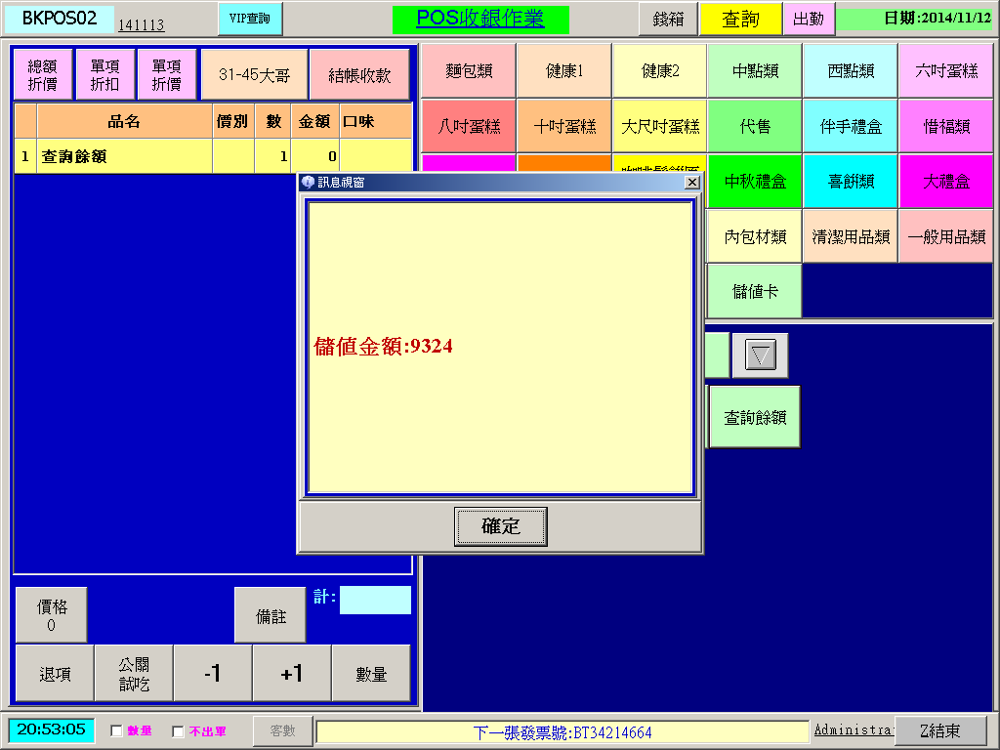 BKPOS02
141113
VIP查詢
POS收銀作業
錢箱
查詢
出勤
日期:2014/11/12
總額
折價
單項
折扣
單項
折價
31-45大哥
結帳收款
麵包類
健康1
健康2
中點類
西點類
六吋蛋糕
品名 價別 數 金額 口味
八吋蛋糕
十吋蛋糕
大尺吋蛋糕
代售
伴手禮盒
惜福類
1 查詢餘額 1 0
中秋禮盒
喜餅類
大禮盒
訊息視窗
內包材類
清潔用品類
一般用品類
儲值卡
儲值金額:9324
查詢餘額
確定
價格
0
備註
計:
退項
公關
試吃
-1
+1
數量
20:53:05
數量
不出單
客數
下一張發票號:BT34214664
Administra
Z結束